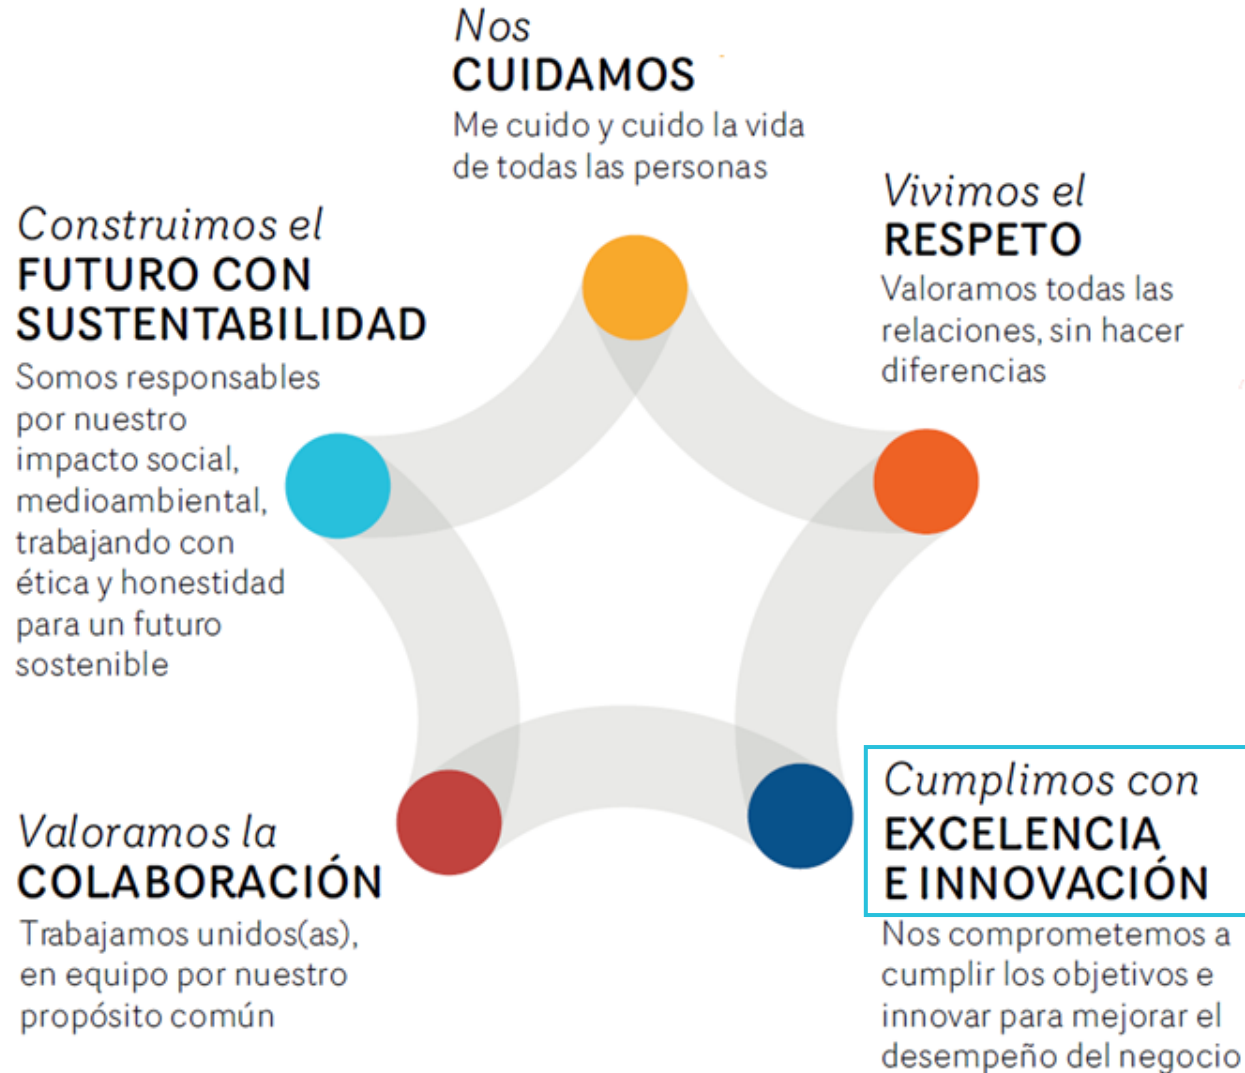 Nos
CUIDAMOS
Me cuido y cuido la vida
de todas las personas
Vivimos el
RESPETO
Valoramos todas las
relaciones, sin hacer
diferencias
Construimos el
FUTURO CON
SUSTENTABILIDAD
Somos responsables
por nuestro
impacto social,
medioambiental,
trabajando con
ética y honestidad
para un futuro
sostenible
Cumplimos con
EXCELENCIA
E INNOVACIÓN
Nos comprometemos a
cumplir los objetivos e
innovar para mejorar el
desempeño del negocio
Valoramos la
COLABORACIÓN
Trabajamos unidos(as),
en equipo por nuestro
propósito común